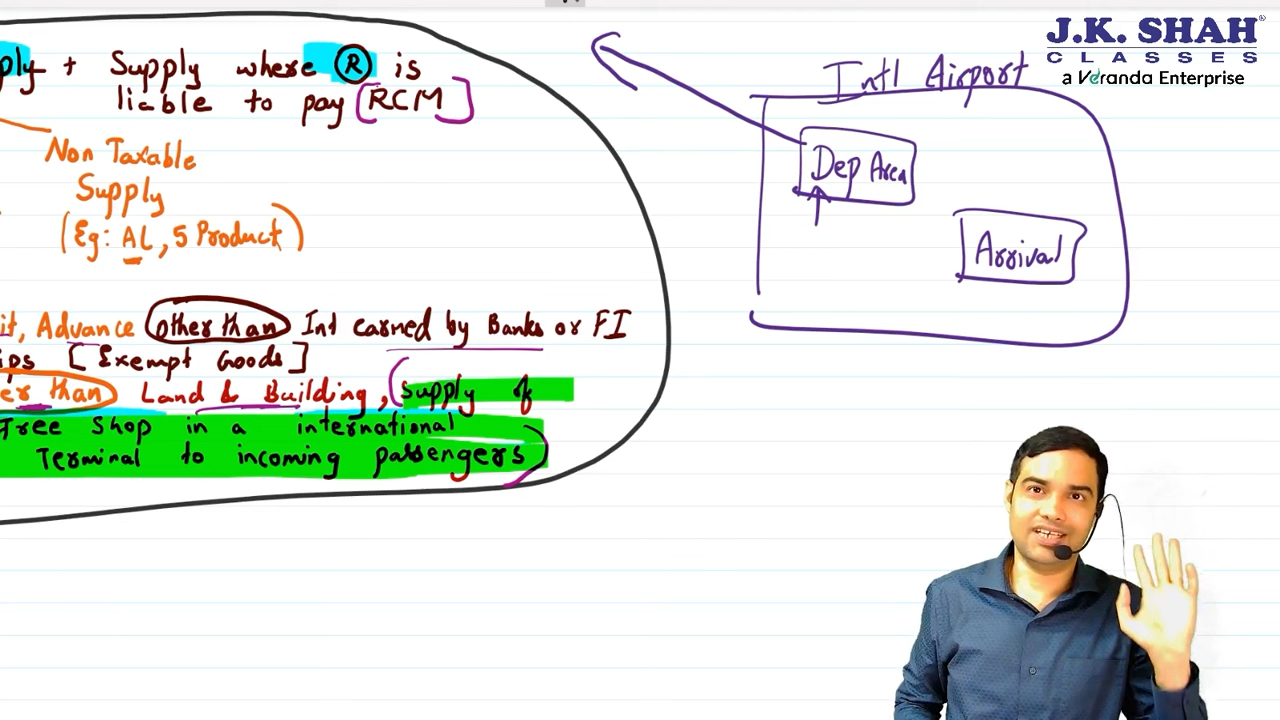 ply + Supply where (R) is
liable to pay [RCM]
Non Taxable
Supply
(Eg: AL, 5 Product)
it, Advance other than Int earned by Banks or FI
ips [Exempt Goods]
er than Land & Building, (Supply of
Free Shop in a international
Terminal to incoming passengers)
Int'l Airport
Dep Area
Arrival
J.K. SHAH®
CLASSES
a Veranda Enterprise